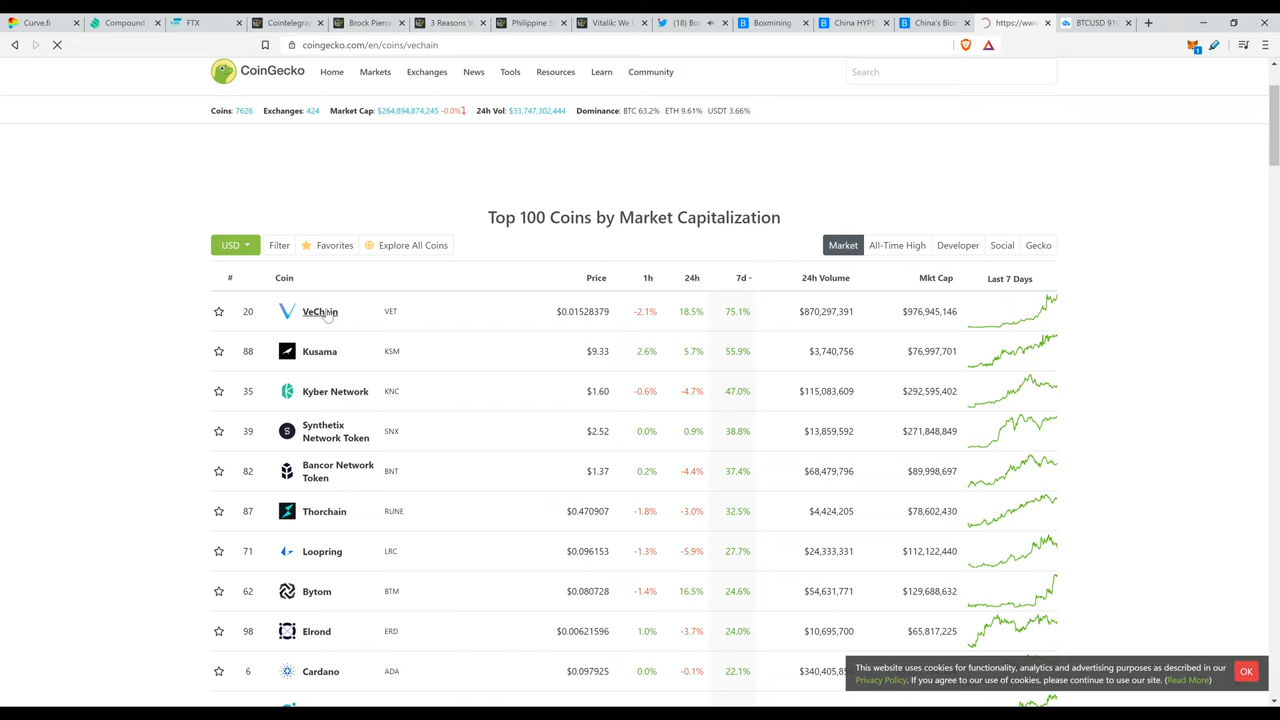 Curve.fi
Compound
FTX
Cointelegrap
Brock Pierce
3 Reasons W
Philippine S
Vitalik: We U
(18) Bos
Boxmining
China HYPE
China's Bloc
https://www
BTCUSD 916
coingecko.com/en/coins/vechain
1
CoinGecko
Home
Markets
Exchanges
News
Tools
Resources
Learn
Community
Search
Coins: 7626 Exchanges: 424 Market Cap: $264,894,874,245 -0.0% 24h Vol: $33,747,302,444 Dominance: BTC 63.2% ETH 9.61% USDT 3.66%
Top 100 Coins by Market Capitalization
USD Filter Favorites Explore All Coins Market All-Time High Developer Social Gecko
# Coin Price 1h 24h 7d 24h Volume Mkt Cap Last 7 Days
20 VeChain VET $0.01528379 -2.1% 18.5% 75.1% $870,297,391 $976,945,146
88 Kusama KSM $9.33 2.6% 5.7% 55.9% $3,740,756 $76,997,701
35 Kyber Network KNC $1.60 -0.6% -4.7% 47.0% $115,083,609 $292,595,402
39 Synthetix Network Token SNX $2.52 0.0% 0.9% 38.8% $13,859,592 $271,848,849
82 Bancor Network Token BNT $1.37 0.2% -4.4% 37.4% $68,479,796 $89,998,697
87 Thorchain RUNE $0.470907 -1.8% -3.0% 32.5% $4,424,205 $78,602,430
71 Loopring LRC $0.096153 -1.3% -5.9% 27.7% $24,333,331 $112,122,440
62 Bytom BTM $0.080728 -1.4% 16.5% 24.6% $54,631,771 $129,688,632
98 Elrond ERD $0.00621596 1.0% -3.7% 24.0% $10,695,700 $65,817,225
6 Cardano ADA $0.097925 0.0% -0.1% 22.1%
This website uses cookies for functionality, analytics and advertising purposes as described in our
Privacy Policy. If you agree to our use of cookies, please continue to use our site. (Read More)
OK